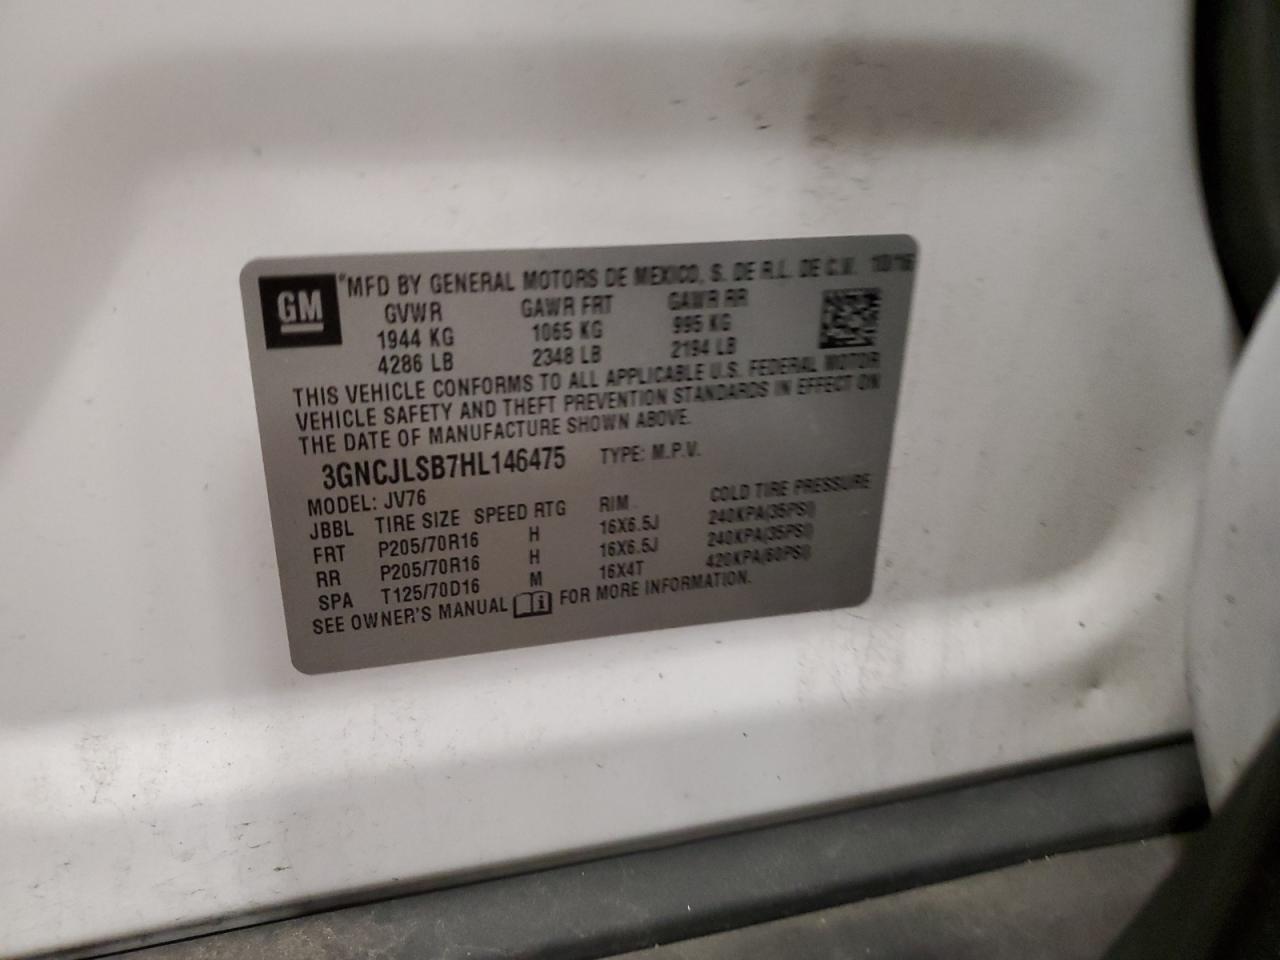 GM
"MFD BY GENERAL MOTORS DE MEXICO, S. DE R.L. DE C.V. 10/16
GVWR GAWR FRT GAWR RR
1944 KG 1065 KG 995 KG
4286 LB 2348 LB 2194 LB
THIS VEHICLE CONFORMS TO ALL APPLICABLE U.S. FEDERAL MOTOR
VEHICLE SAFETY AND THEFT PREVENTION STANDARDS IN EFFECT ON
THE DATE OF MANUFACTURE SHOWN ABOVE.
3GNCJLSB7HL146475 TYPE: M.P.V.
MODEL: JV76
JBBL TIRE SIZE SPEED RTG RIM COLD TIRE PRESSURE
FRT P205/70R16 H 16X6.5J 240KPA(35PSI)
RR P205/70R16 H 16X6.5J 240KPA(35PSI)
SPA T125/70D16 M 16X4T 420KPA(60PSI)
SEE OWNER'S MANUAL FOR MORE INFORMATION.